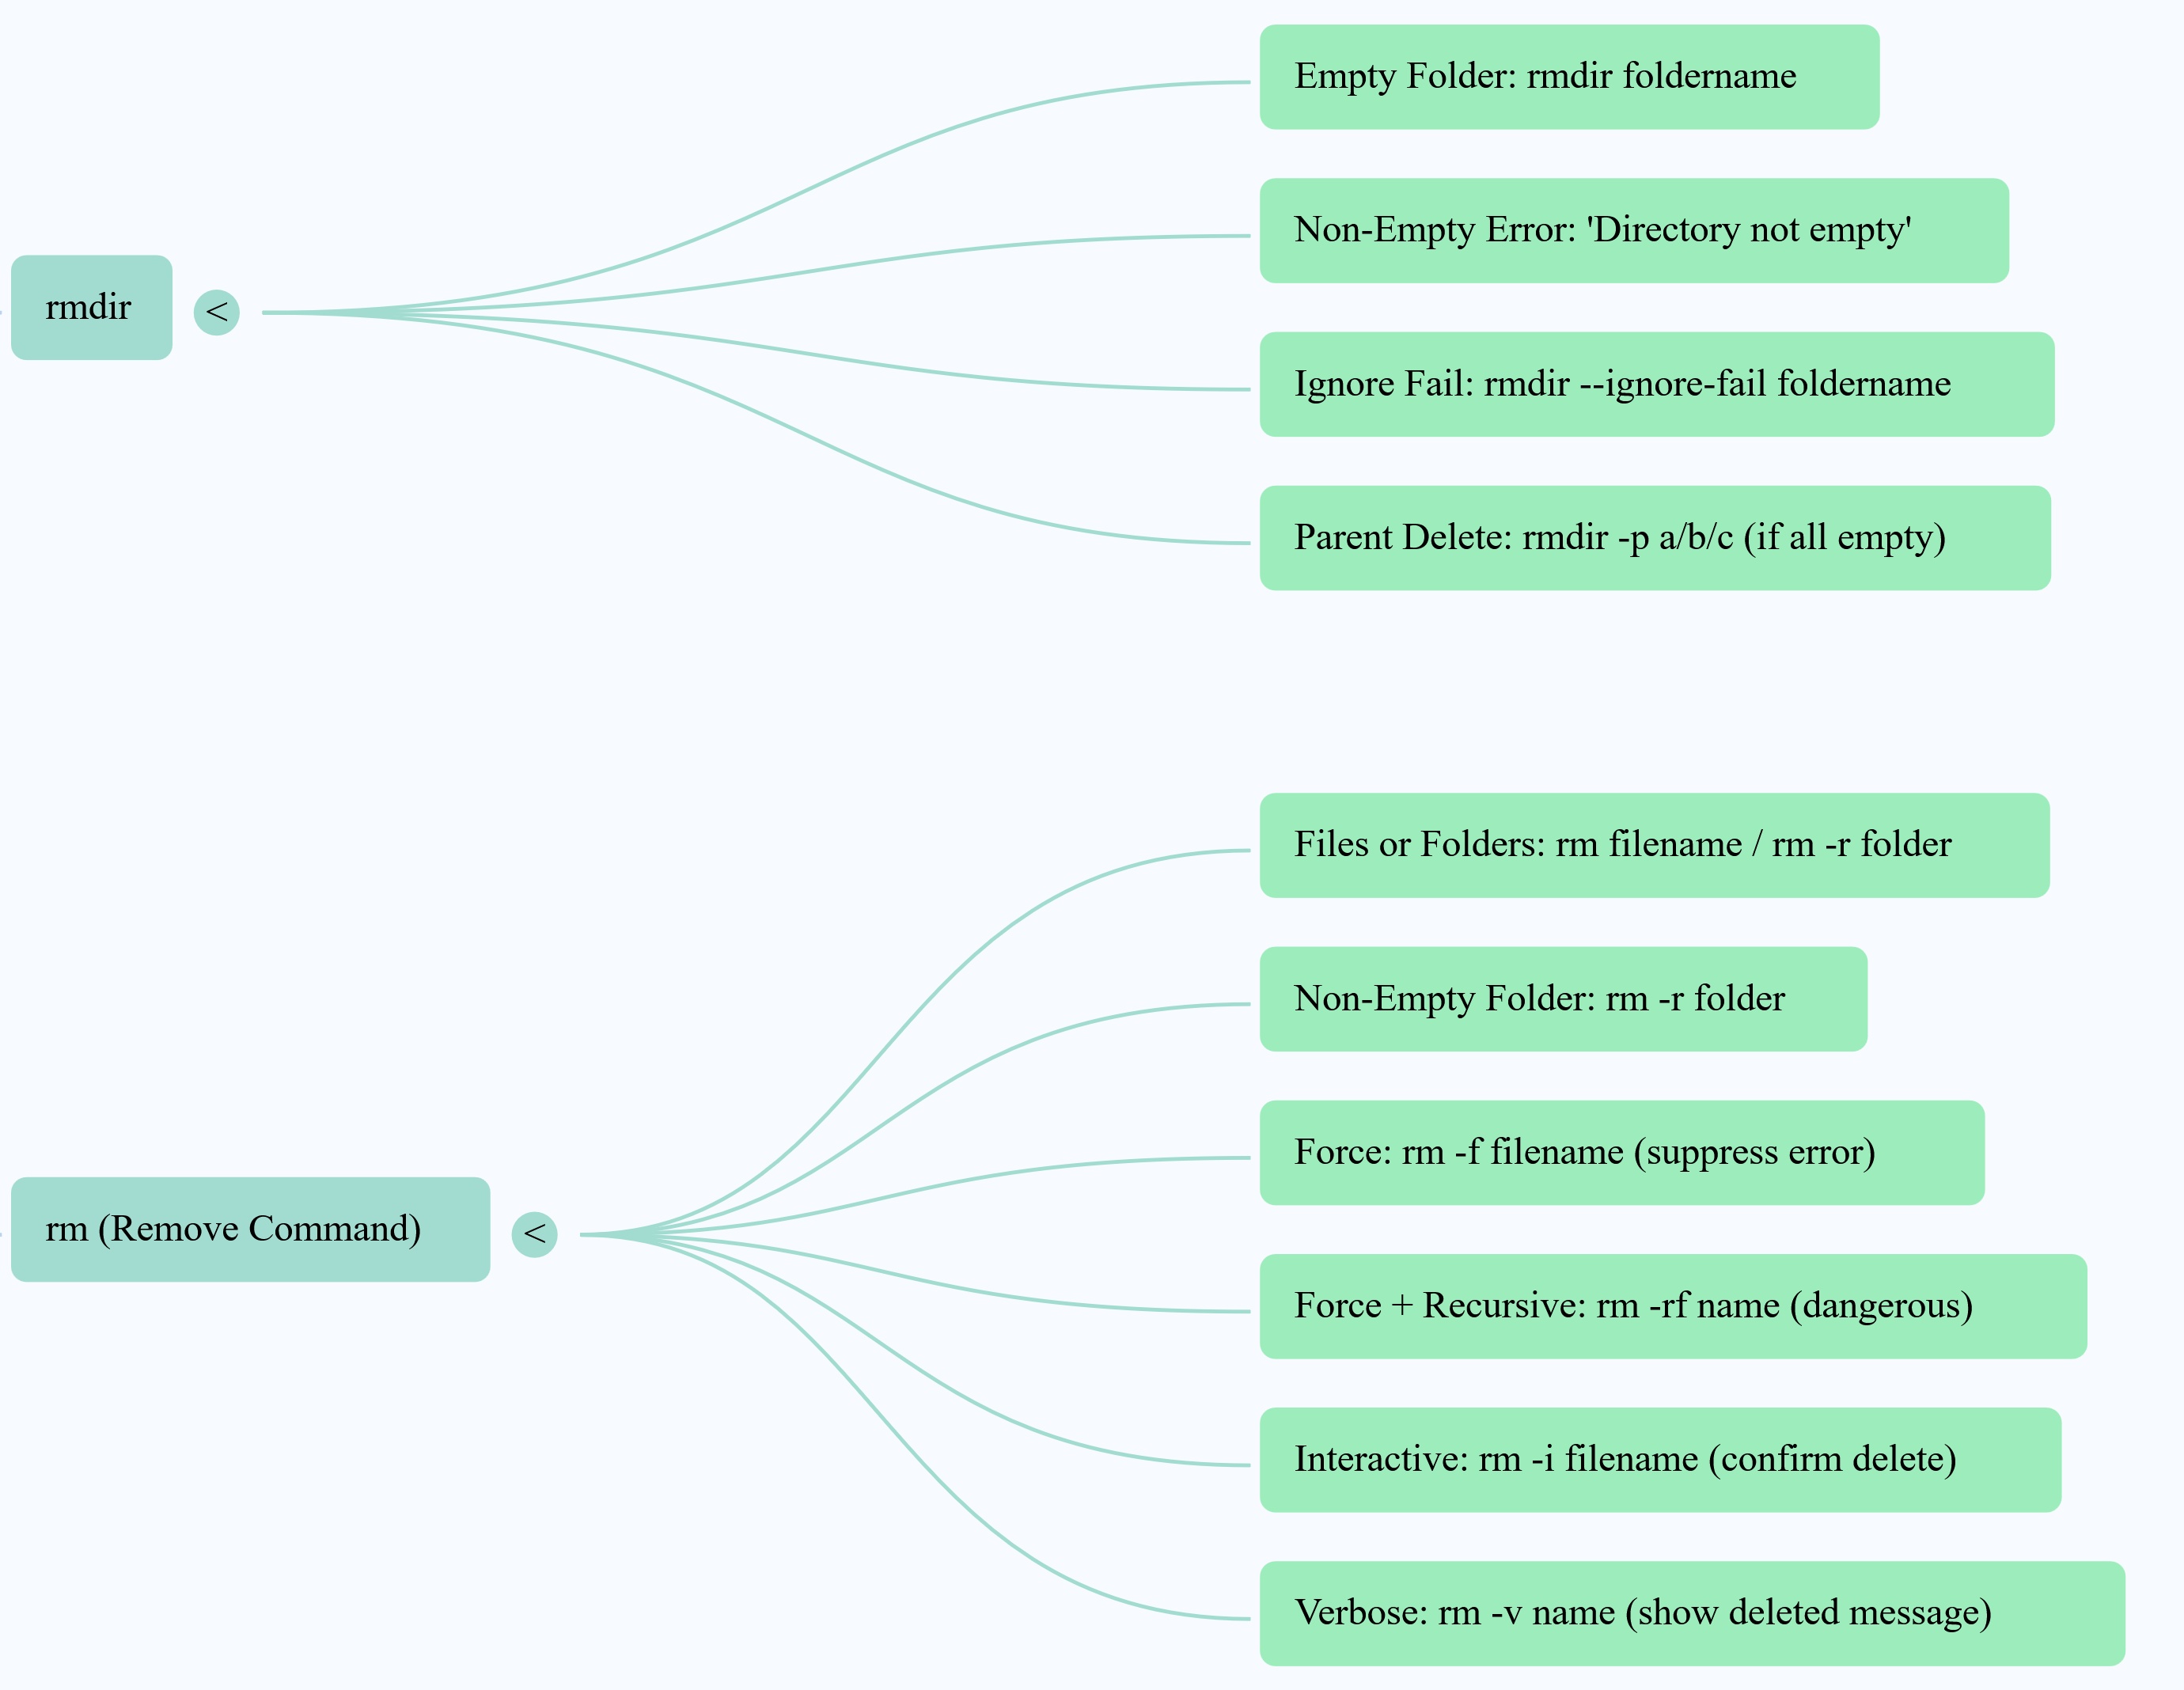 rmdir
<
Empty Folder: rmdir foldername
Non-Empty Error: 'Directory not empty'
Ignore Fail: rmdir --ignore-fail foldername
Parent Delete: rmdir -p a/b/c (if all empty)
rm (Remove Command)
<
Files or Folders: rm filename / rm -r folder
Non-Empty Folder: rm -r folder
Force: rm -f filename (suppress error)
Force + Recursive: rm -rf name (dangerous)
Interactive: rm -i filename (confirm delete)
Verbose: rm -v name (show deleted message)